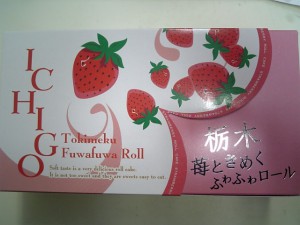 ICHIGO
Tokimeku
Fuwafuwa Roll
Soft taste is a very delicious roll cake.
It is not too sweet and they are sweets easy to eat.
栃木
苺ときめく
ふわふわロール